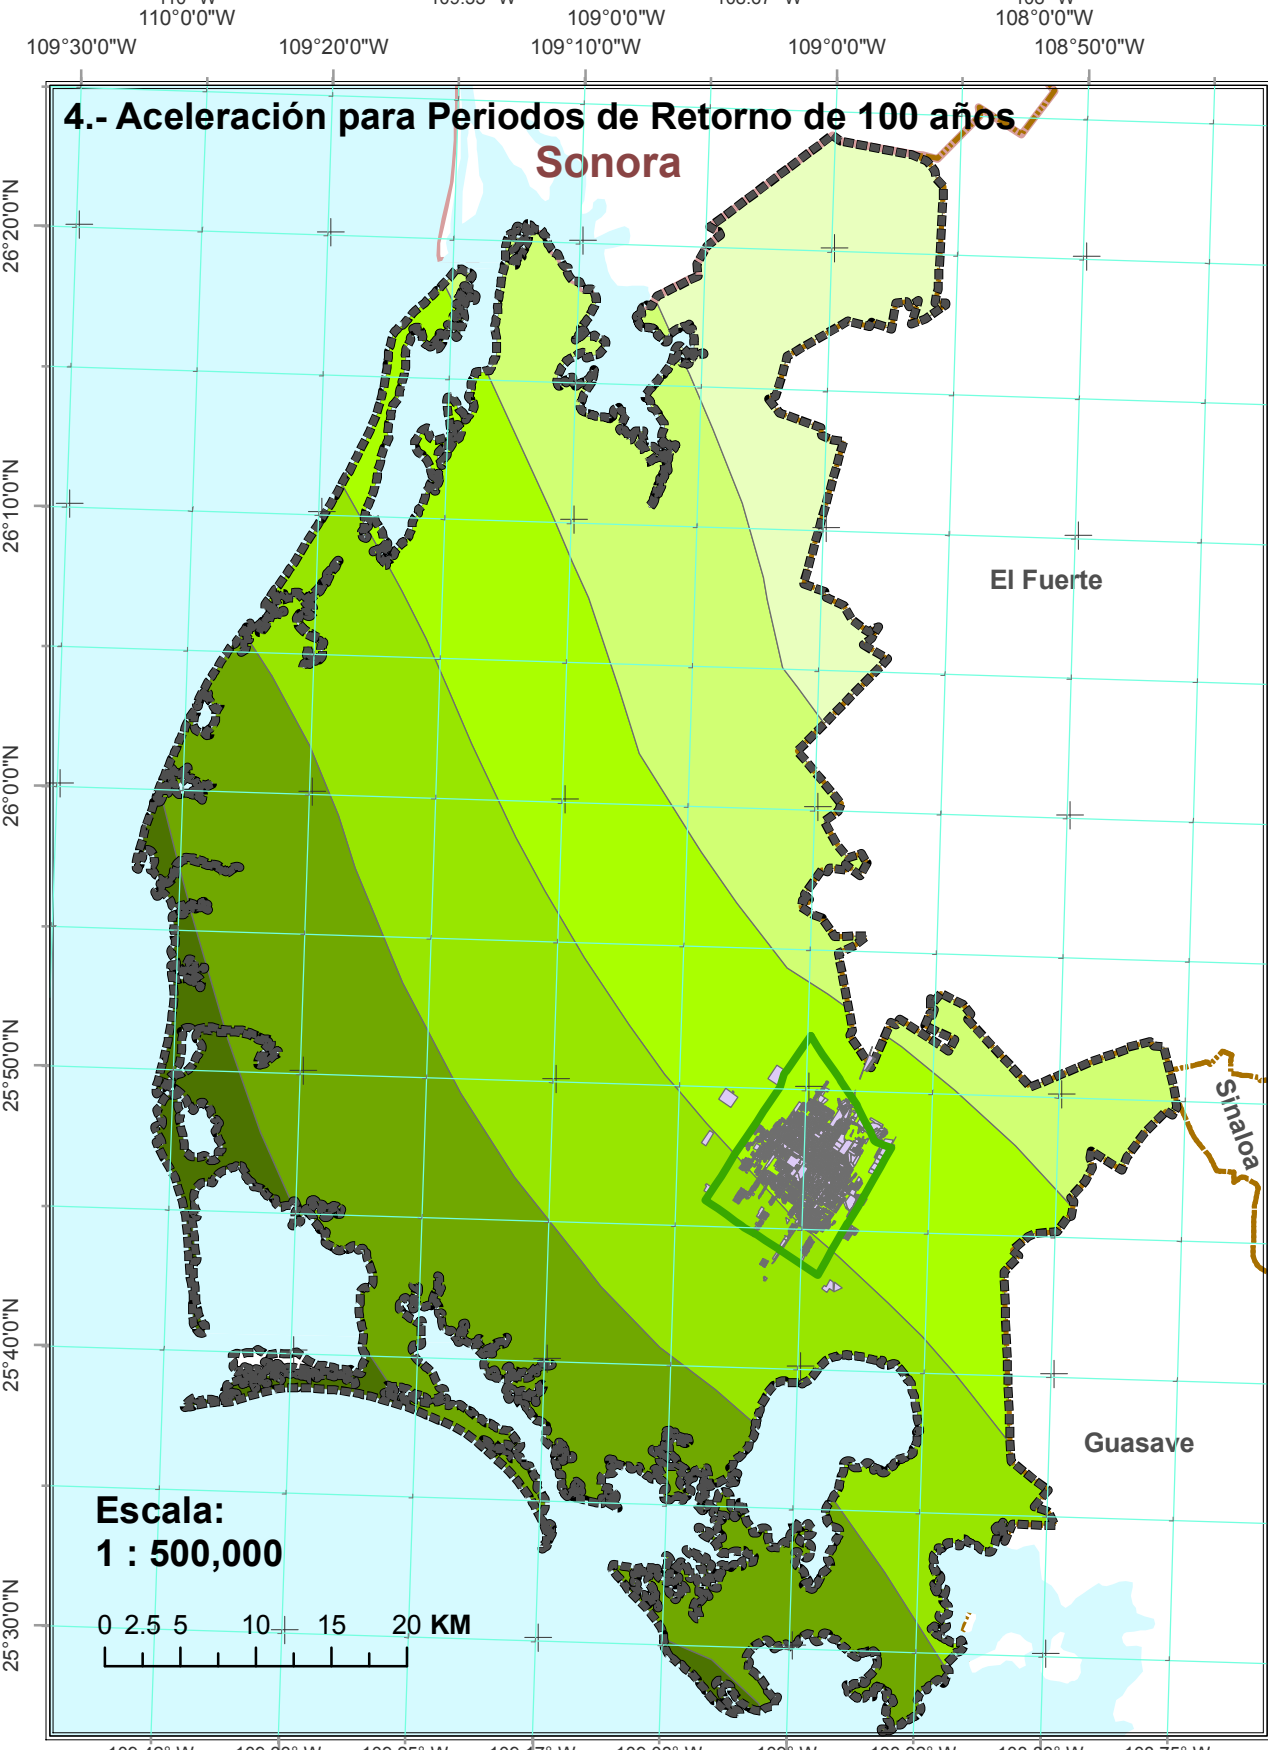 110°0'0"W 109°0'0"W 108°0'0"W
109°30'0"W 109°20'0"W 109°10'0"W 109°0'0"W 108°50'0"W
4.- Aceleración para Periodos de Retorno de 100 años
Sonora
26°20'0"N
26°10'0"N
El Fuerte
26°0'0"N
25°50'0"N
Sinaloa
25°40'0"N
Guasave
Escala:
1 : 500,000
25°30'0"N
0 2.5 5 10 15 20 KM